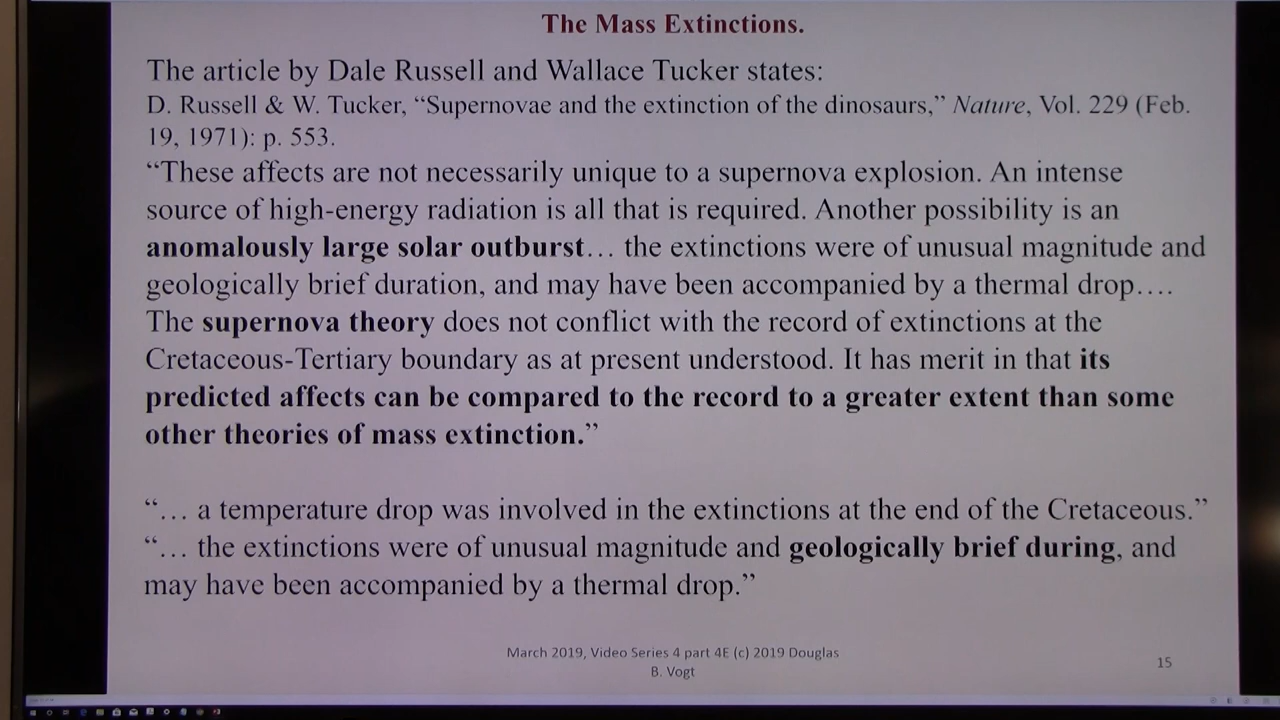 The Mass Extinctions.
The article by Dale Russell and Wallace Tucker states:
D. Russell & W. Tucker, “Supernovae and the extinction of the dinosaurs,” Nature, Vol. 229 (Feb.
19, 1971): p. 553.
“These affects are not necessarily unique to a supernova explosion. An intense
source of high-energy radiation is all that is required. Another possibility is an
anomalously large solar outburst… the extinctions were of unusual magnitude and
geologically brief duration, and may have been accompanied by a thermal drop….
The supernova theory does not conflict with the record of extinctions at the
Cretaceous-Tertiary boundary as at present understood. It has merit in that its
predicted affects can be compared to the record to a greater extent than some
other theories of mass extinction.”
“… a temperature drop was involved in the extinctions at the end of the Cretaceous.”
“… the extinctions were of unusual magnitude and geologically brief during, and
may have been accompanied by a thermal drop.”
March 2019, Video Series 4 part 4E (c) 2019 Douglas
B. Vogt
15